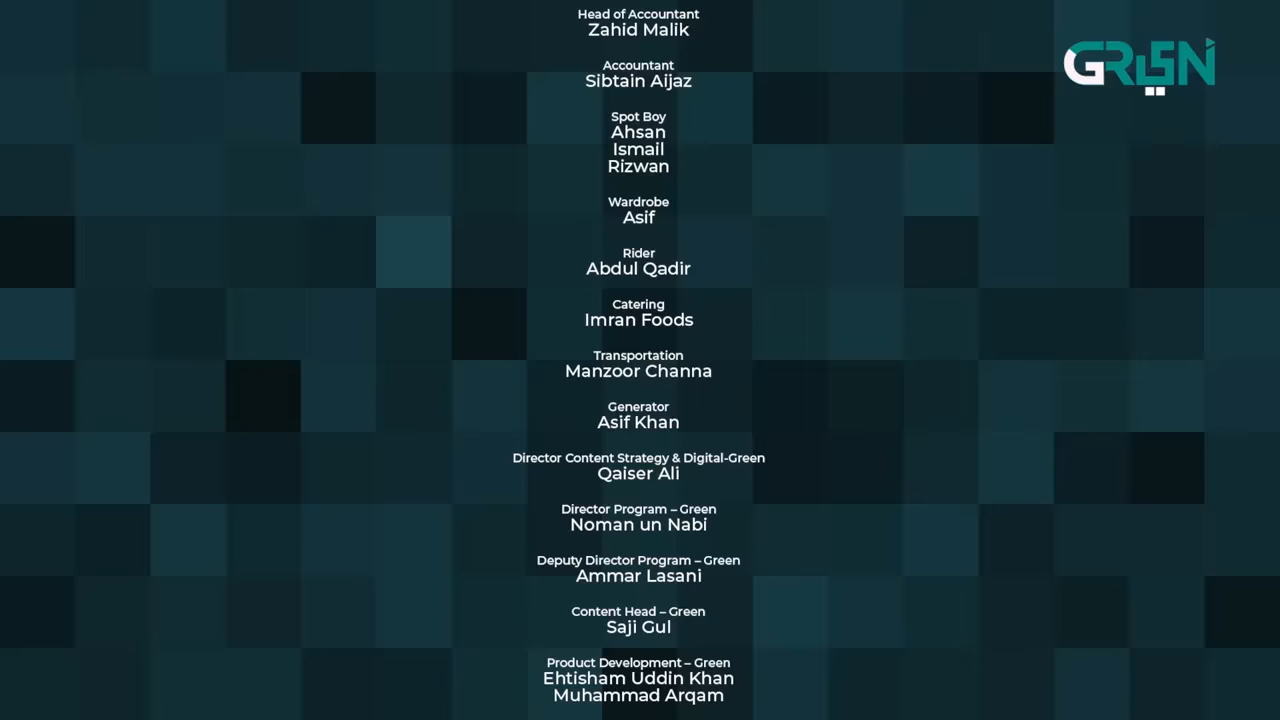 Head of Accountant
Zahid Malik
GREEN
Accountant
Sibtain Aijaz
Spot Boy
Ahsan
Ismail
Rizwan
Wardrobe
Asif
Rider
Abdul Qadir
Catering
Imran Foods
Transportation
Manzoor Channa
Generator
Asif Khan
Director Content Strategy & Digital-Green
Qaiser Ali
Director Program – Green
Noman un Nabi
Deputy Director Program – Green
Ammar Lasani
Content Head – Green
Saji Gul
Product Development – Green
Ehtisham Uddin Khan
Muhammad Arqam